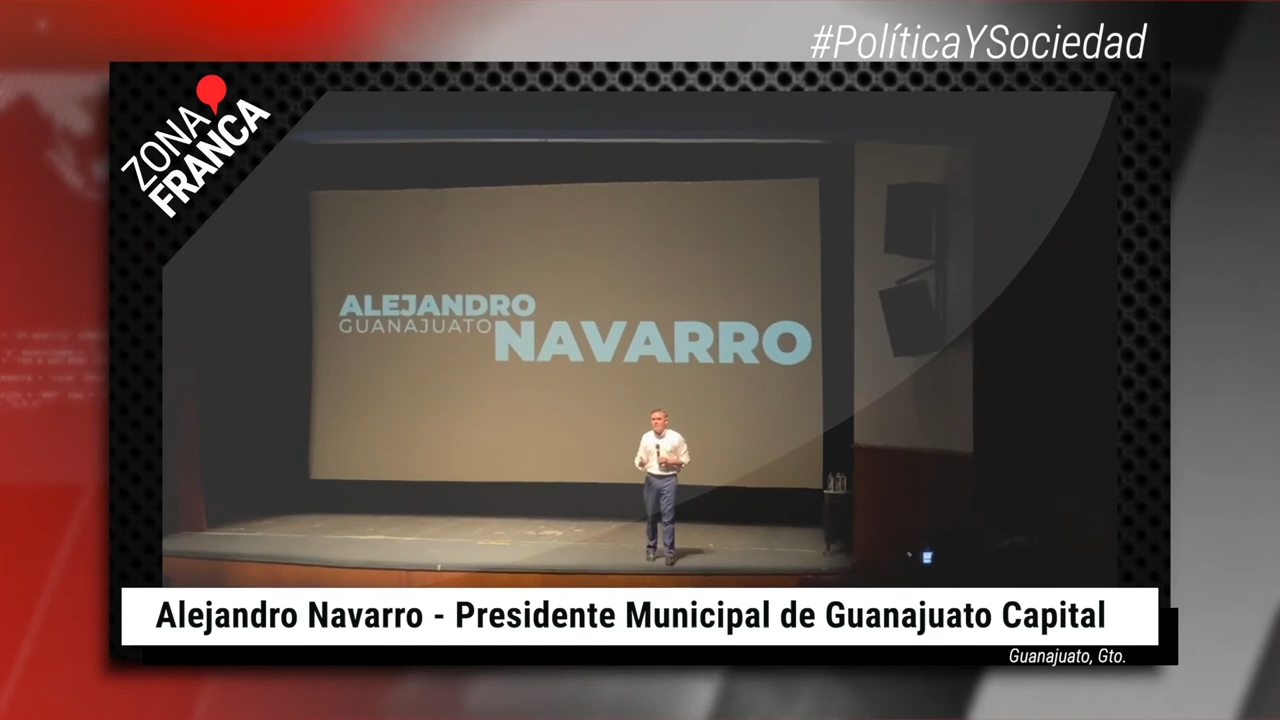 #PolíticaYSociedad
ZONA
FRANCA
ALEJANDRO
GUANAJUATO
NAVARRO
Alejandro Navarro - Presidente Municipal de Guanajuato Capital
Guanajuato, Gto.